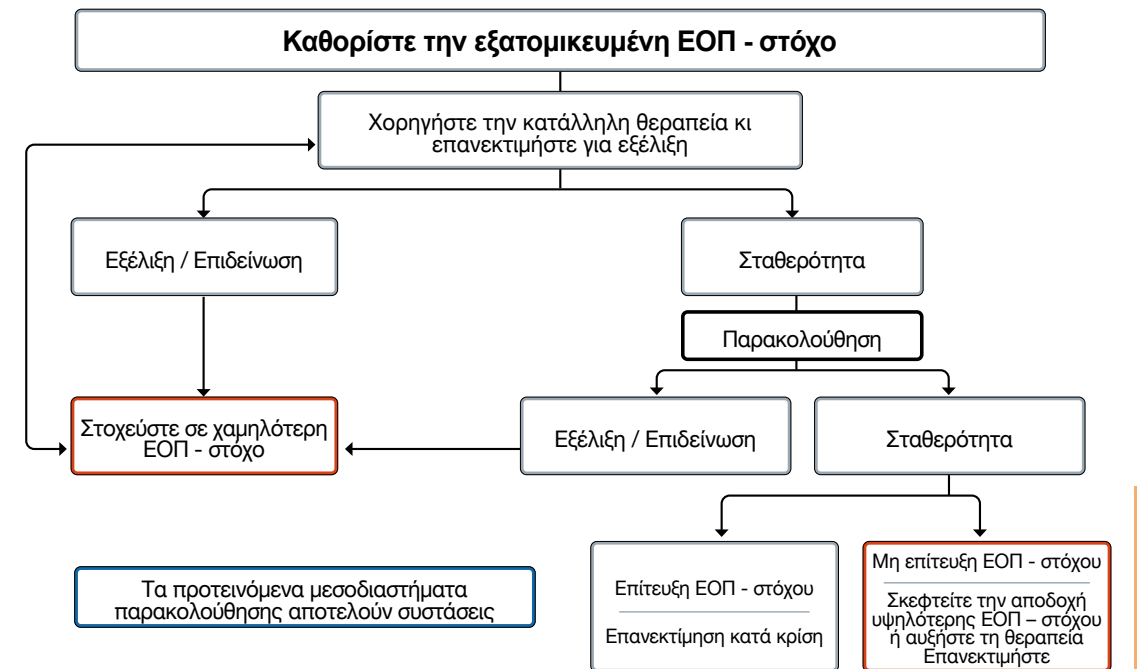 Καθορίστε την εξατομικευμένη ΕΟΠ - στόχο
Χορηγήστε την κατάλληλη θεραπεία κι
επανεκτιμήστε για εξέλιξη
Εξέλιξη / Επιδείνωση
Σταθερότητα
Παρακολούθηση
Στοχεύστε σε χαμηλότερη
ΕΟΠ - στόχο
Εξέλιξη / Επιδείνωση
Σταθερότητα
Τα προτεινόμενα μεσοδιαστήματα
παρακολούθησης αποτελούν συστάσεις
Επίτευξη ΕΟΠ - στόχου
Επανεκτίμηση κατά κρίση
Μη επίτευξη ΕΟΠ - στόχου
Σκεφτείτε την αποδοχή
υψηλότερης ΕΟΠ – στόχου
ή αυξήστε τη θεραπεία
Επανεκτιμήστε